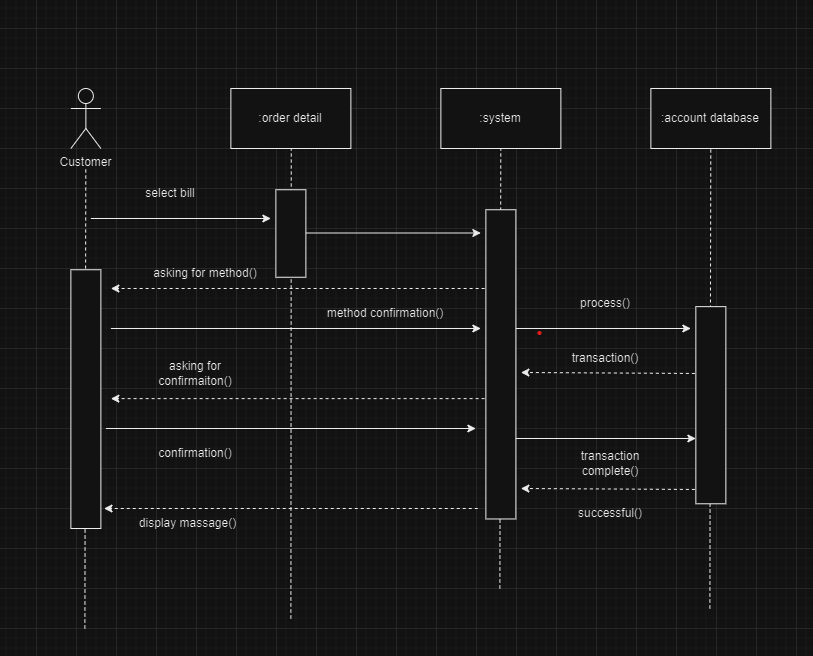 :order detail
:system
:account database
Customer
select bill
asking for method()
process()
method confirmation()
transaction()
asking for
confirmaiton()
confirmation()
transaction
complete()
successful()
display massage()